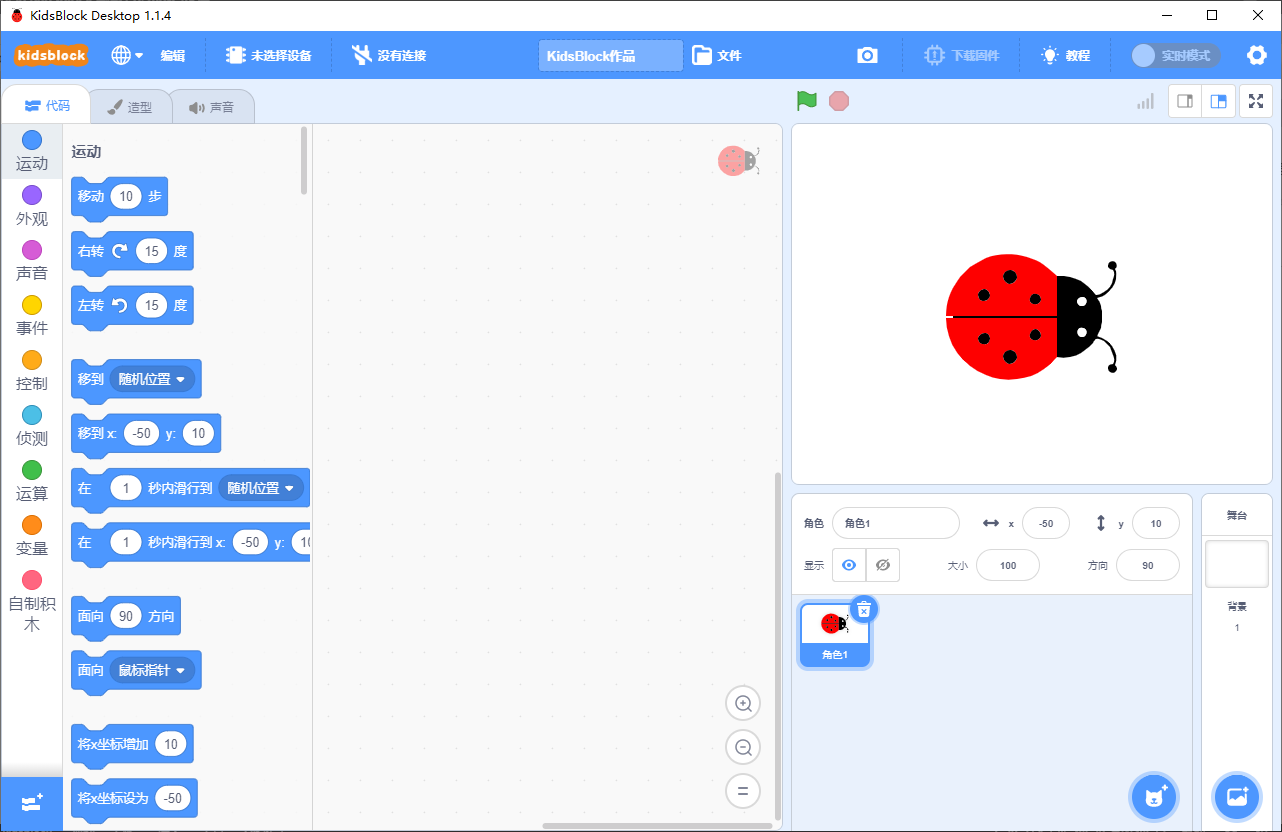 KidsBlock Desktop 1.1.4
kidsblock 编辑 未选择设备 没有连接 KidsBlock作品 文件 下载固件 教程 实时模式
代码 造型 声音
运动
外观
声音
事件
控制
侦测
运算
变量
自制积
木
运动
移动 10 步
右转 15 度
左转 15 度
移到 随机位置
移到 x: -50 y: 10
在 1 秒内滑行到 随机位置
在 1 秒内滑行到 x: -50 y: 10
面向 90 方向
面向 鼠标指针
将x坐标增加 10
将x坐标设为 -50
角色 角色1 x -50 y 10
显示 大小 100 方向 90
角色1
舞台
背景
1